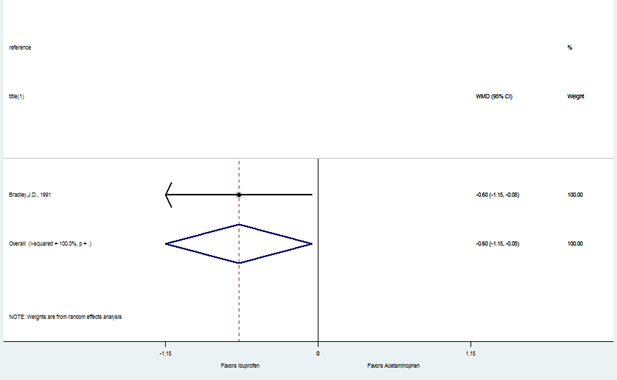 reference %
title(1) WMD (95% CI) Weight
Bradley,J.D., 1991 -0.60 (-1.15, -0.05) 100.00
Overall (I-squared = 100.0%, p = .) -0.60 (-1.15, -0.05) 100.00
NOTE: Weights are from random effects analysis
-1.15 0 1.15
Favors Ibuprofen Favors Acetaminophen